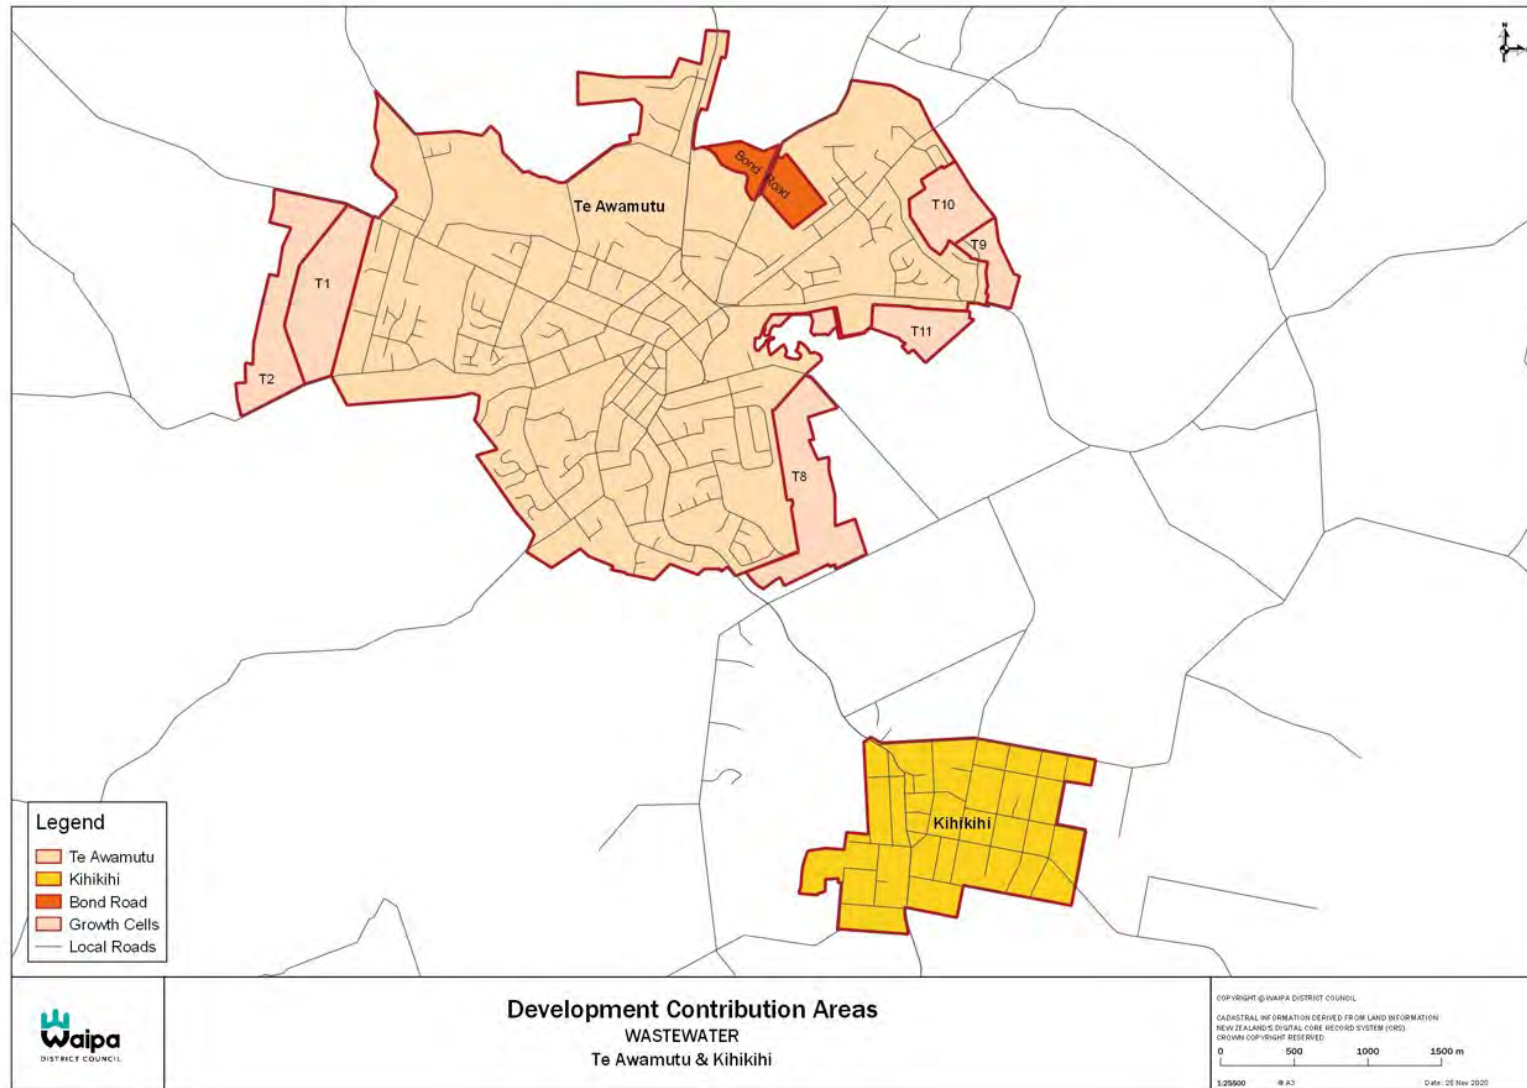 N
Bond Road
Te Awamutu
T10
T9
T1
T11
T2
T8
Kihikihi
Legend
Te Awamutu
Kihikihi
Bond Road
Growth Cells
Local Roads
Waipa
DISTRICT COUNCIL
Development Contribution Areas
WASTEWATER
Te Awamutu & Kihikihi
COPYRIGHT @ WAIPA DISTRICT COUNCIL
CADASTRAL INFORMATION DERIVED FROM LAND INFORMATION
NEW ZEALAND'S DIGITAL CORE RECORD SYSTEM (CRS).
CROWN COPYRIGHT RESERVED.
0 500 1000 1500 m
1:25500 @ A3 Date: 25 Nov 2020